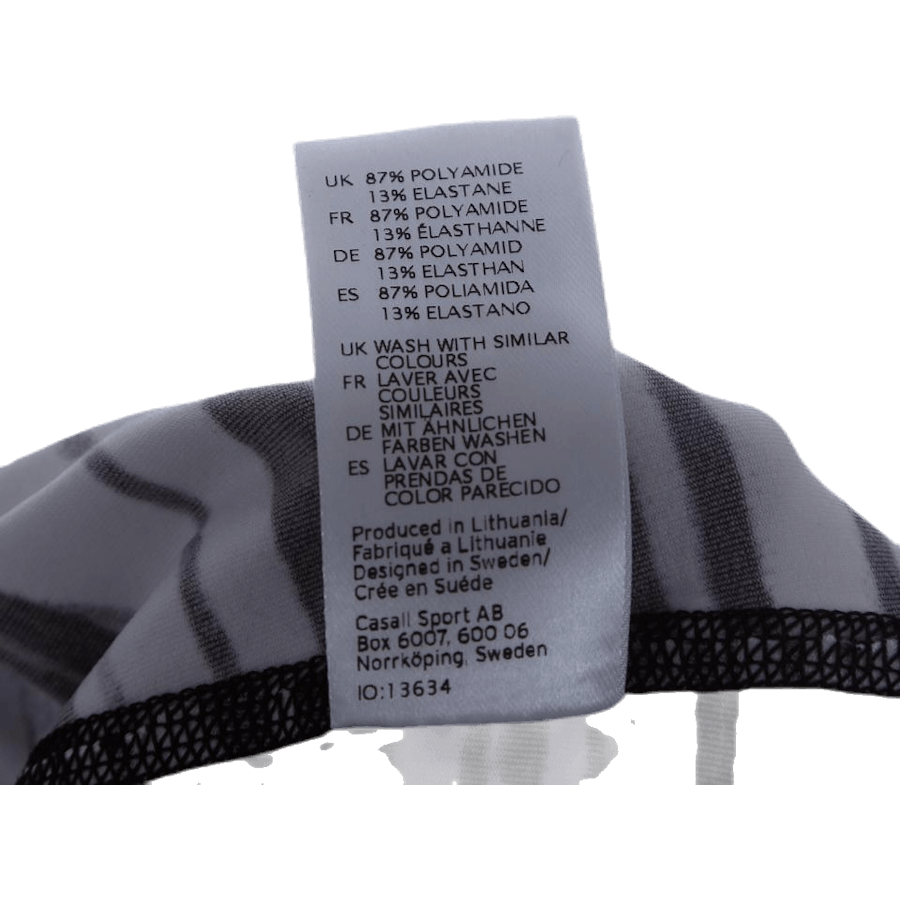 UK 87% POLYAMIDE
13% ELASTANE
FR 87% POLYAMIDE
13% ÉLASTHANNE
DE 87% POLYAMID
13% ELASTHAN
ES 87% POLIAMIDA
13% ELASTANO
UK WASH WITH SIMILAR
COLOURS
FR LAVER AVEC
COULEURS
SIMILAIRES
DE MIT ÄHNLICHEN
FARBEN WASHEN
ES LAVAR CON
PRENDAS DE
COLOR PARECIDO
Produced in Lithuania/
Fabriqué a Lithuanie
Designed in Sweden/
Crée en Suéde
Casall Sport AB
Box 6007, 600 06
Norrköping, Sweden
IO:13634